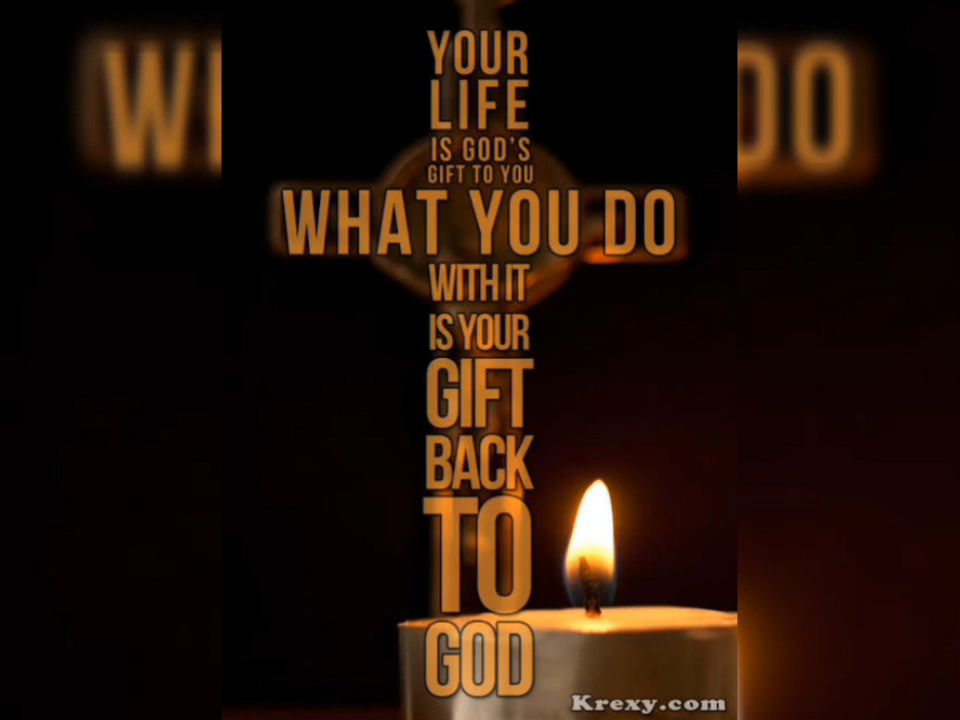 YOUR
LIFE
IS GOD'S
GIFT TO YOU
WHAT YOU DO
WITH IT
IS YOUR
GIFT
BACK
TO
GOD
Krexy.com